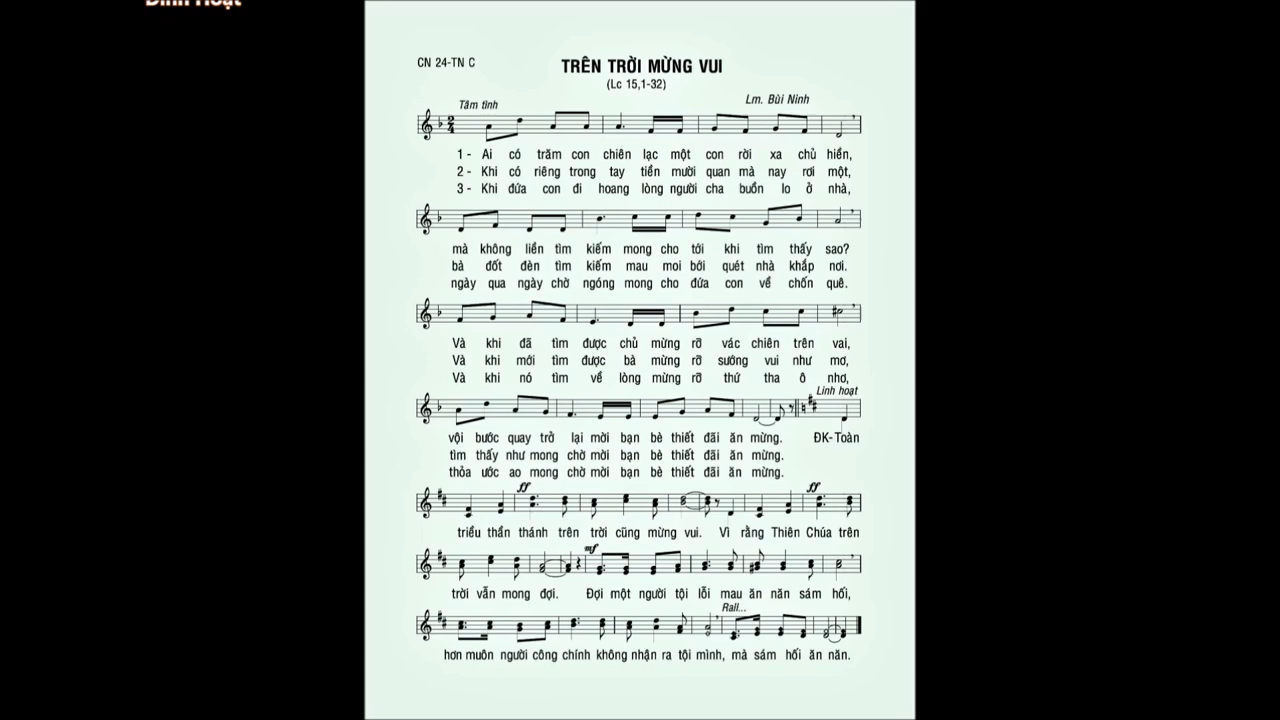 Đình Hoạt
CN 24-TN C
TRÊN TRỜI MỪNG VUI
(Lc 15,1-32)
Tâm tình
Lm. Bùi Ninh
1 - Ai có trăm con chiên lạc một con rời xa chủ hiền,
2 - Khi có riêng trong tay tiền mười quan mà nay rơi một,
3 - Khi đứa con đi hoang lòng người cha buồn lo ở nhà,
mà không liền tìm kiếm mong cho tới khi tìm thấy sao?
bà đốt đèn tìm kiếm mau moi bới quét nhà khắp nơi.
ngày qua ngày chờ ngóng mong cho đứa con về chốn quê.
Và khi đã tìm được chủ mừng rỡ vác chiên trên vai,
Và khi mới tìm được bà mừng rỡ sướng vui như mơ,
Và khi nó tìm về lòng mừng rỡ thứ tha ô nhơ,
Linh hoạt
vội bước quay trở lại mời bạn bè thiết đãi ăn mừng. ĐK-Toàn
tìm thấy như mong chờ mời bạn bè thiết đãi ăn mừng.
thỏa ước ao mong chờ mời bạn bè thiết đãi ăn mừng.
ff ff
triều thần thánh trên trời cũng mừng vui. Vì rằng Thiên Chúa trên
mf
trời vẫn mong đợi. Đợi một người tội lỗi mau ăn năn sám hối,
Rall...
hơn muôn người công chính không nhận ra tội mình, mà sám hối ăn năn.